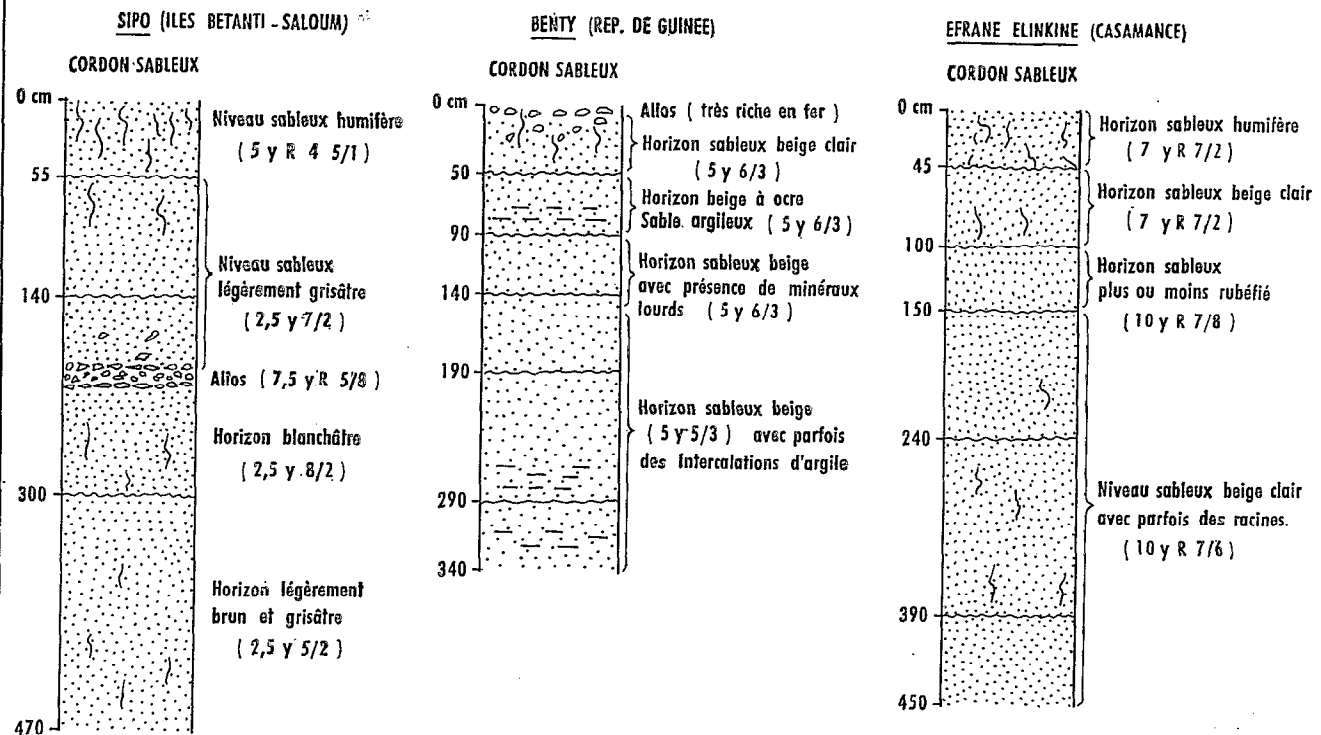 SIPO (ILES BETANTI - SALOUM)
CORDON SABLEUX
0 cm
55
140
300
470
Niveau sableux humifère
( 5 y R 4 5/1 )
Niveau sableux
légèrement grisâtre
( 2,5 y 7/2 )
Alios ( 7,5 y R 5/8 )
Horizon blanchâtre
( 2,5 y 8/2 )
Horizon légèrement
brun et grisâtre
( 2,5 y 5/2 )
BENTY (REP. DE GUINEE)
CORDON SABLEUX
0 cm
50
90
140
190
290
340
Alios ( très riche en fer )
Horizon sableux beige clair
( 5 y 6/3 )
Horizon beige à ocre
Sable argileux ( 5 y 6/3 )
Horizon sableux beige
avec présence de minéraux
lourds ( 5 y 6/3 )
Horizon sableux beige
( 5 y 5/3 ) avec parfois
des intercalations d'argile
EFRANE ELINKINE (CASAMANCE)
CORDON SABLEUX
0 cm
45
100
150
240
390
450
Horizon sableux humifère
( 7 y R 7/2 )
Horizon sableux beige clair
( 7 y R 7/2 )
Horizon sableux
plus ou moins rubéfié
( 10 y R 7/8 )
Niveau sableux beige clair
avec parfois des racines.
( 10 y R 7/6 )